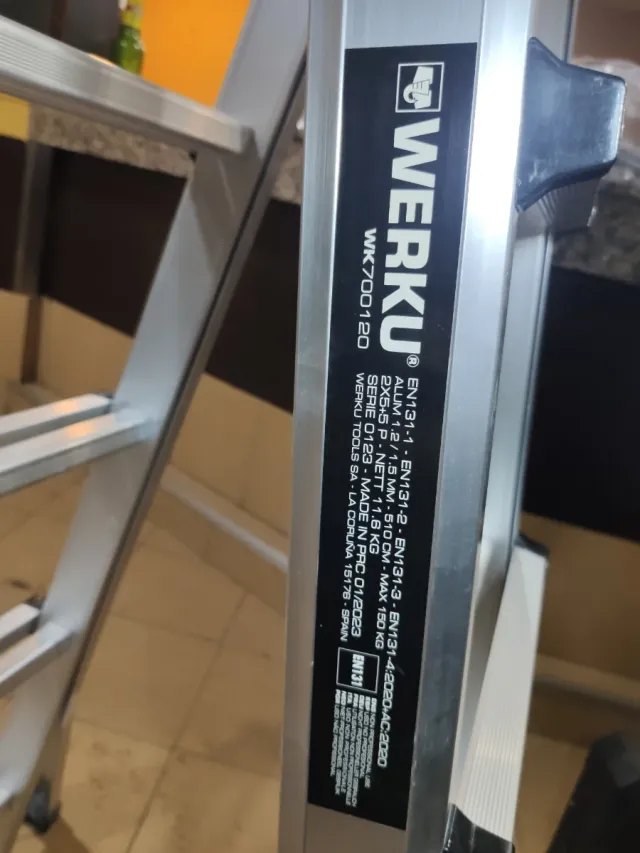 WERKU®
WK700120
EN131-1 - EN131-2 - EN131-3 - EN131-4:2020+AC:2020
ALUM 1.2 / 1.5 MM - 510 CM - MAX 150 KG
2X5+5 P - NETT 11.6 KG
SERIE 0123 - MADE IN PRC 01/2023
WERKU TOOLS SA - LA CORUÑA 15176 - SPAIN
EN131